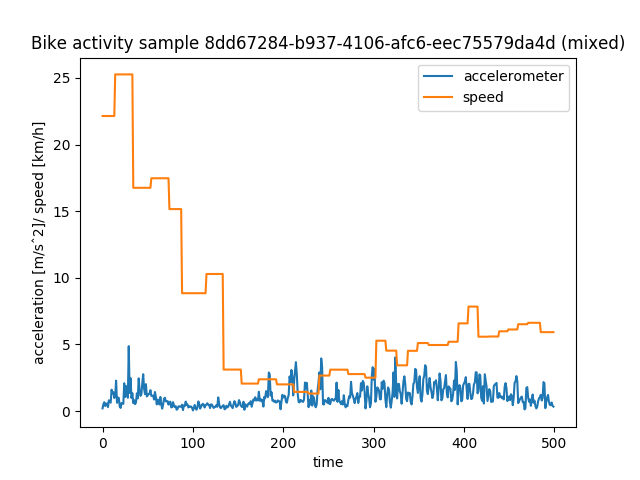 Bike activity sample 8dd67284-b937-4106-afc6-eec75579da4d (mixed)
accelerometer
speed
acceleration [m/s^2]/ speed [km/h]
25
20
15
10
5
0
0 100 200 300 400 500
time